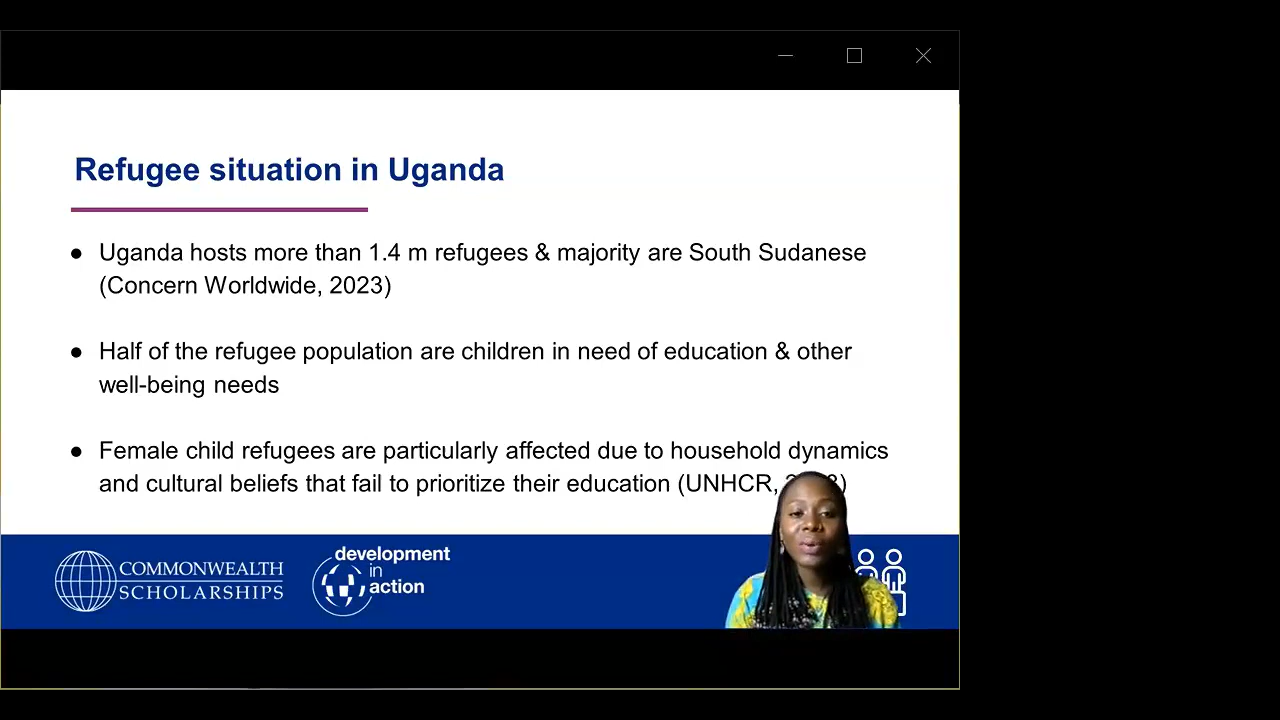 Refugee situation in Uganda
● Uganda hosts more than 1.4 m refugees & majority are South Sudanese
(Concern Worldwide, 2023)
● Half of the refugee population are children in need of education & other
well-being needs
● Female child refugees are particularly affected due to household dynamics
and cultural beliefs that fail to prioritize their education (UNHCR,
COMMONWEALTH
SCHOLARSHIPS
development
in
action